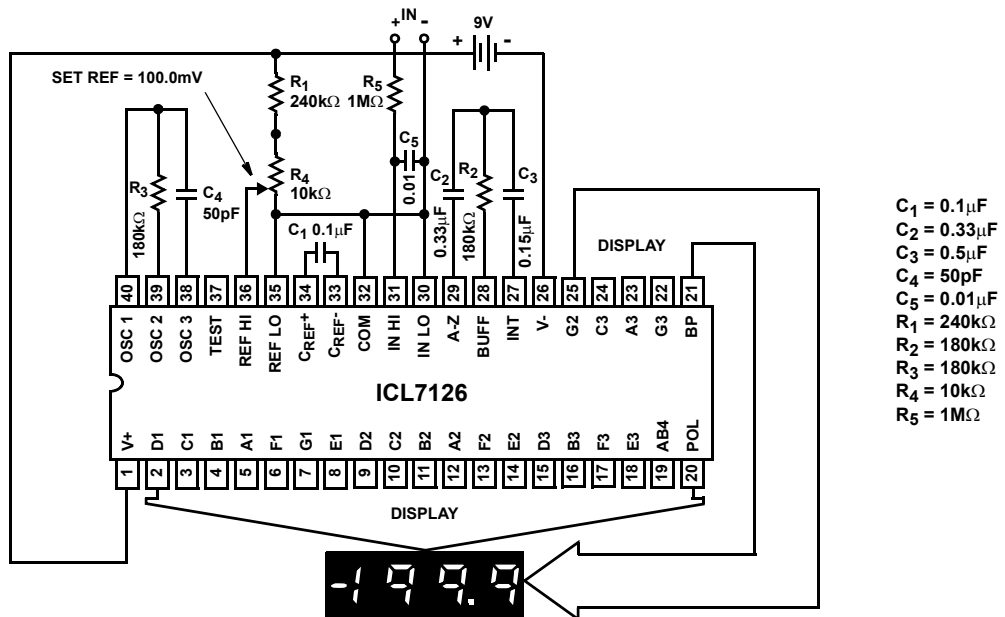 + IN -
9V
+ -
SET REF = 100.0mV
R1
240kΩ
R5
1MΩ
R3
180kΩ
C4
50pF
R4
10kΩ
C5
0.01
C1 0.1µF
C2
0.33µF
R2
180kΩ
C3
0.15µF
DISPLAY
40 39 38 37 36 35 34 33 32 31 30 29 28 27 26 25 24 23 22 21
OSC 1 OSC 2 OSC 3 TEST REF HI REF LO CREF+ CREF- COM IN HI IN LO A-Z BUFF INT V- G2 C3 A3 G3 BP
ICL7126
V+ D1 C1 B1 A1 F1 G1 E1 D2 C2 B2 A2 F2 E2 D3 B3 F3 E3 AB4 POL
1 2 3 4 5 6 7 8 9 10 11 12 13 14 15 16 17 18 19 20
DISPLAY
-199.9
C1 = 0.1µF
C2 = 0.33µF
C3 = 0.5µF
C4 = 50pF
C5 = 0.01µF
R1 = 240kΩ
R2 = 180kΩ
R3 = 180kΩ
R4 = 10kΩ
R5 = 1MΩ